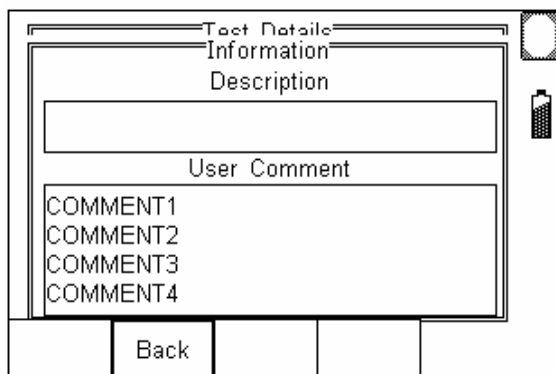 Test Details
Information
Description
User Comment
COMMENT1
COMMENT2
COMMENT3
COMMENT4
Back